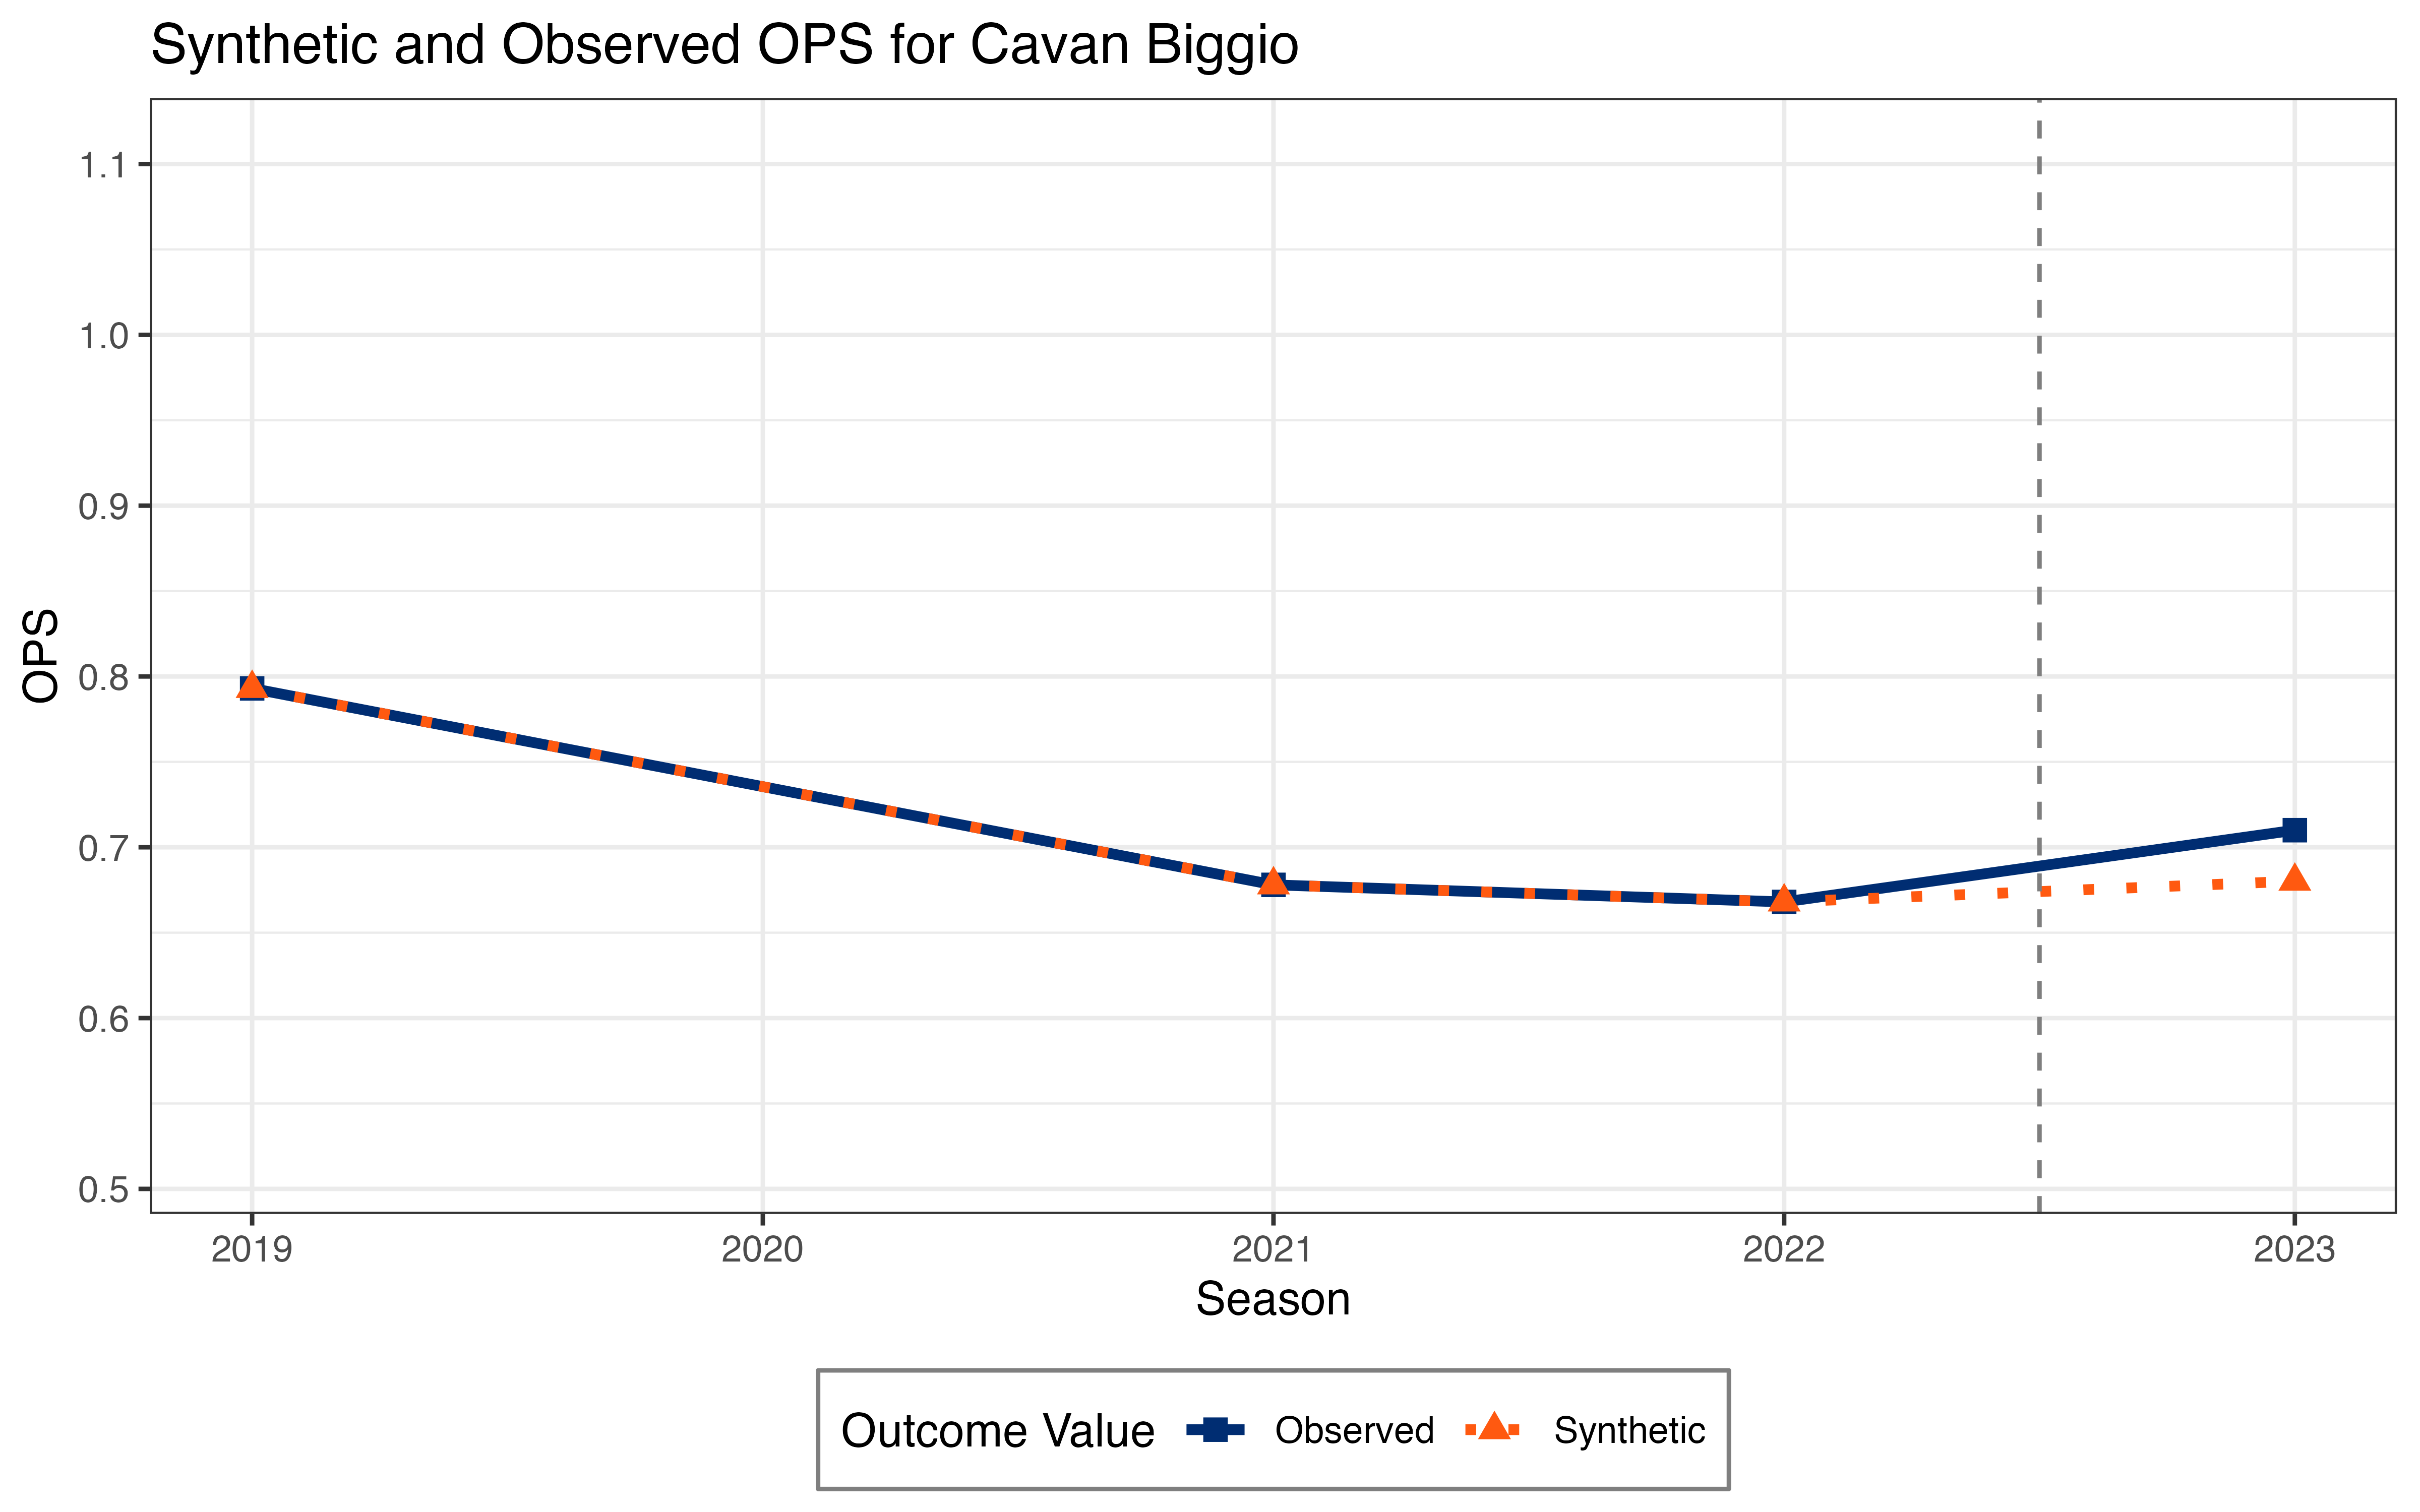 Synthetic and Observed OPS for Cavan Biggio
1.1
1.0
0.9
0.8
0.7
0.6
0.5
OPS
2019 2020 2021 2022 2023
Season
Outcome Value Observed Synthetic